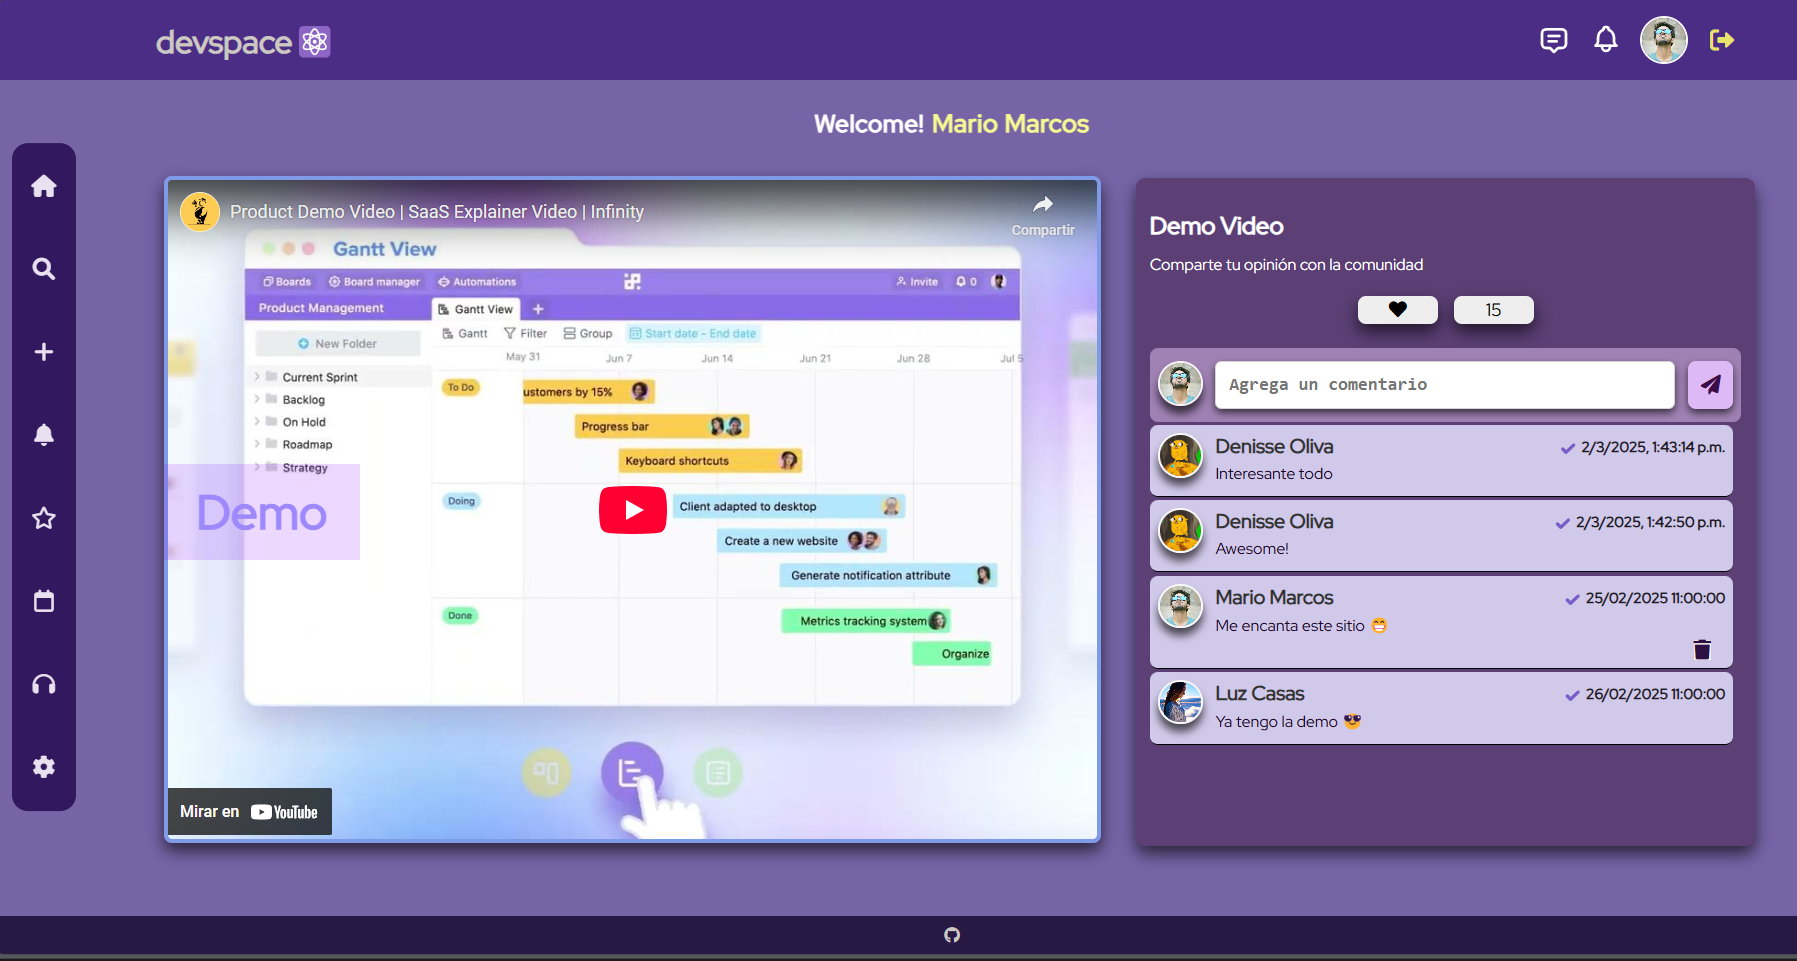 devspace
Welcome! Mario Marcos
Product Demo Video | SaaS Explainer Video | Infinity
Compartir
Gantt View
Boards Board manager Automations Invite 0
Product Management Gantt View +
Gantt Filter Group Start date - End date
New Folder
May 31 Jun 7 Jun 14 Jun 21 Jun 28 Jul 5
Current Sprint
Backlog
On Hold
Roadmap
Strategy
To Do
ustomers by 15%
Progress bar
Keyboard shortcuts
Doing
Client adapted to desktop
Create a new website
Generate notification attribute
Done
Metrics tracking system
Organize
Demo
Mirar en YouTube
Demo Video
Comparte tu opinión con la comunidad
15
Agrega un comentario
Denisse Oliva 2/3/2025, 1:43:14 p.m.
Interesante todo
Denisse Oliva 2/3/2025, 1:42:50 p.m.
Awesome!
Mario Marcos 25/02/2025 11:00:00
Me encanta este sitio 😁
Luz Casas 26/02/2025 11:00:00
Ya tengo la demo 😎